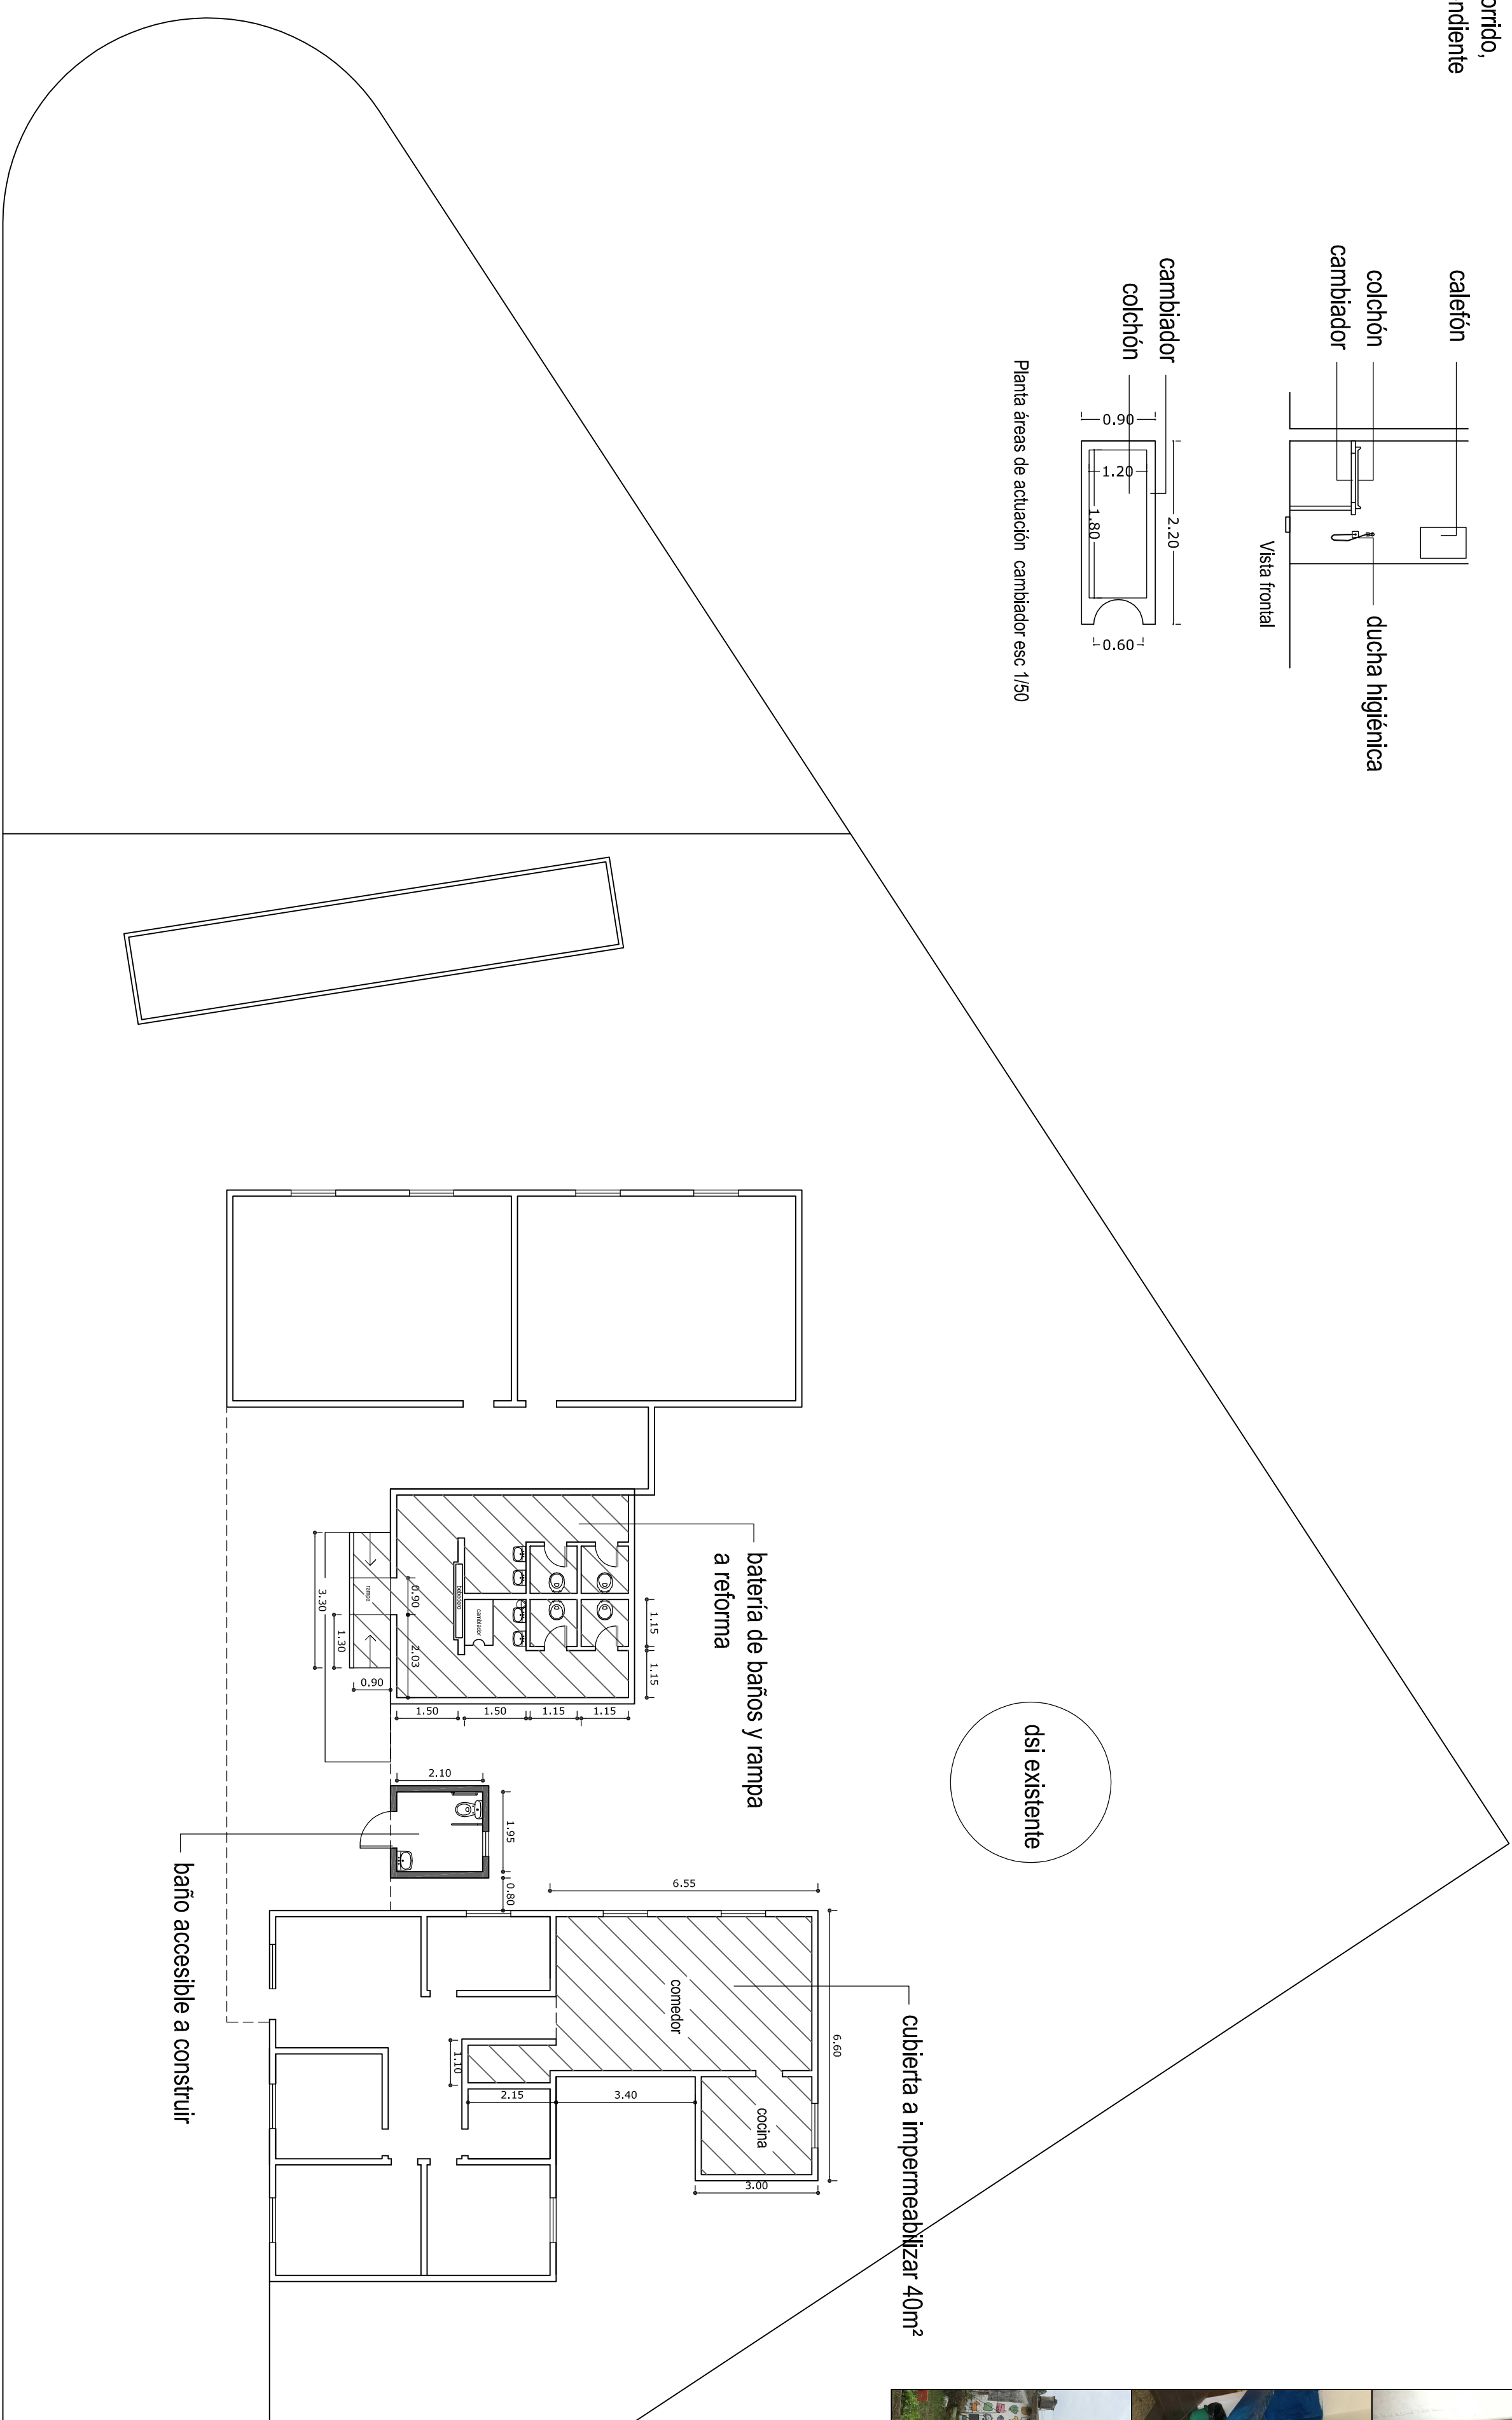 orrido,
ndiente
calefón
colchón
cambiador
ducha higiénica
Vista frontal
cambiador
colchón
0.90
1.20
1.80
2.20
0.60
Planta áreas de actuación cambiador esc 1/50
dsi existente
cubierta a impermeabilizar 40m²
6.60
6.55
comedor
cocina
3.00
3.40
2.15
1.10
batería de baños y rampa
a reforma
1.15
1.15
cambiador
bebedero
0.90
2.03
rampa
1.30
3.30
0.90
1.50
1.50
1.15
1.15
2.10
1.95
0.80
baño accesible a construir